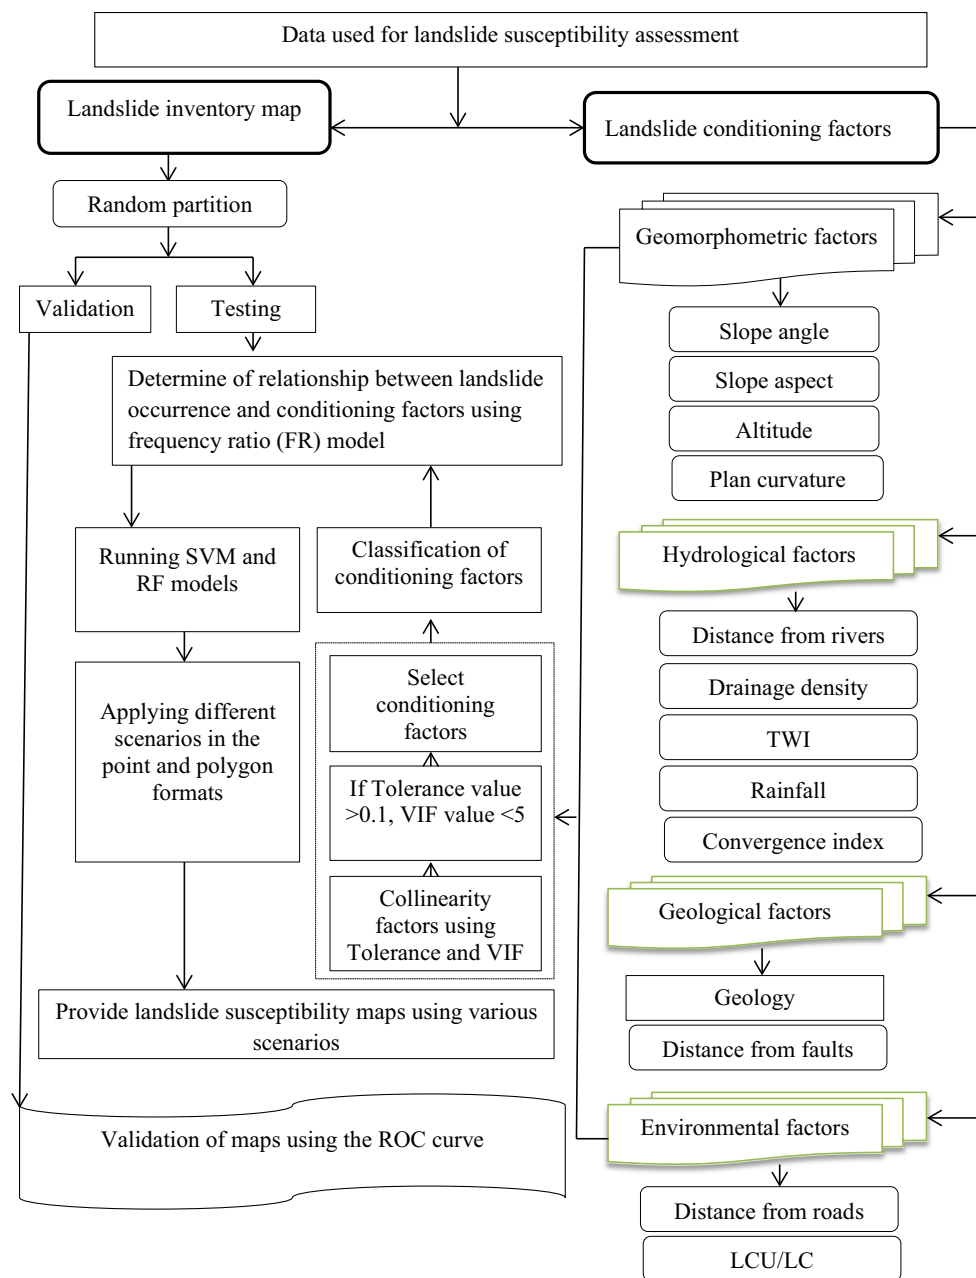 Data used for landslide susceptibility assessment
Landslide inventory map
Landslide conditioning factors
Random partition
Validation
Testing
Determine of relationship between landslide
occurrence and conditioning factors using
frequency ratio (FR) model
Running SVM and
RF models
Classification of
conditioning factors
Applying different
scenarios in the
point and polygon
formats
Select
conditioning
factors
If Tolerance value
>0.1, VIF value <5
Collinearity
factors using
Tolerance and VIF
Provide landslide susceptibility maps using various
scenarios
Validation of maps using the ROC curve
Geomorphometric factors
Slope angle
Slope aspect
Altitude
Plan curvature
Hydrological factors
Distance from rivers
Drainage density
TWI
Rainfall
Convergence index
Geological factors
Geology
Distance from faults
Environmental factors
Distance from roads
LCU/LC